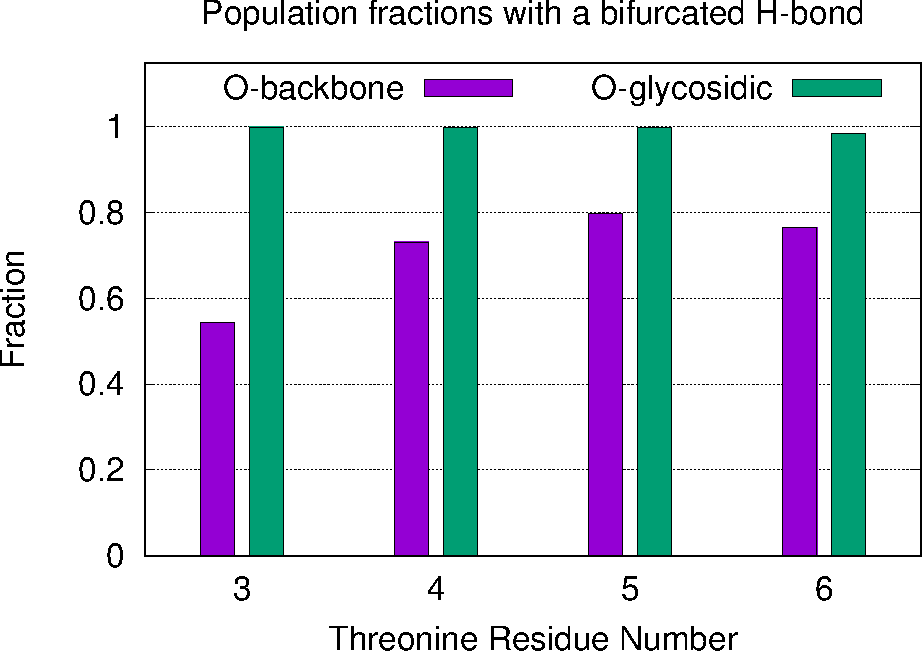 Population fractions with a bifurcated H-bond
O-backbone O-glycosidic
1
0.8
0.6
0.4
0.2
0
Fraction
3 4 5 6
Threonine Residue Number